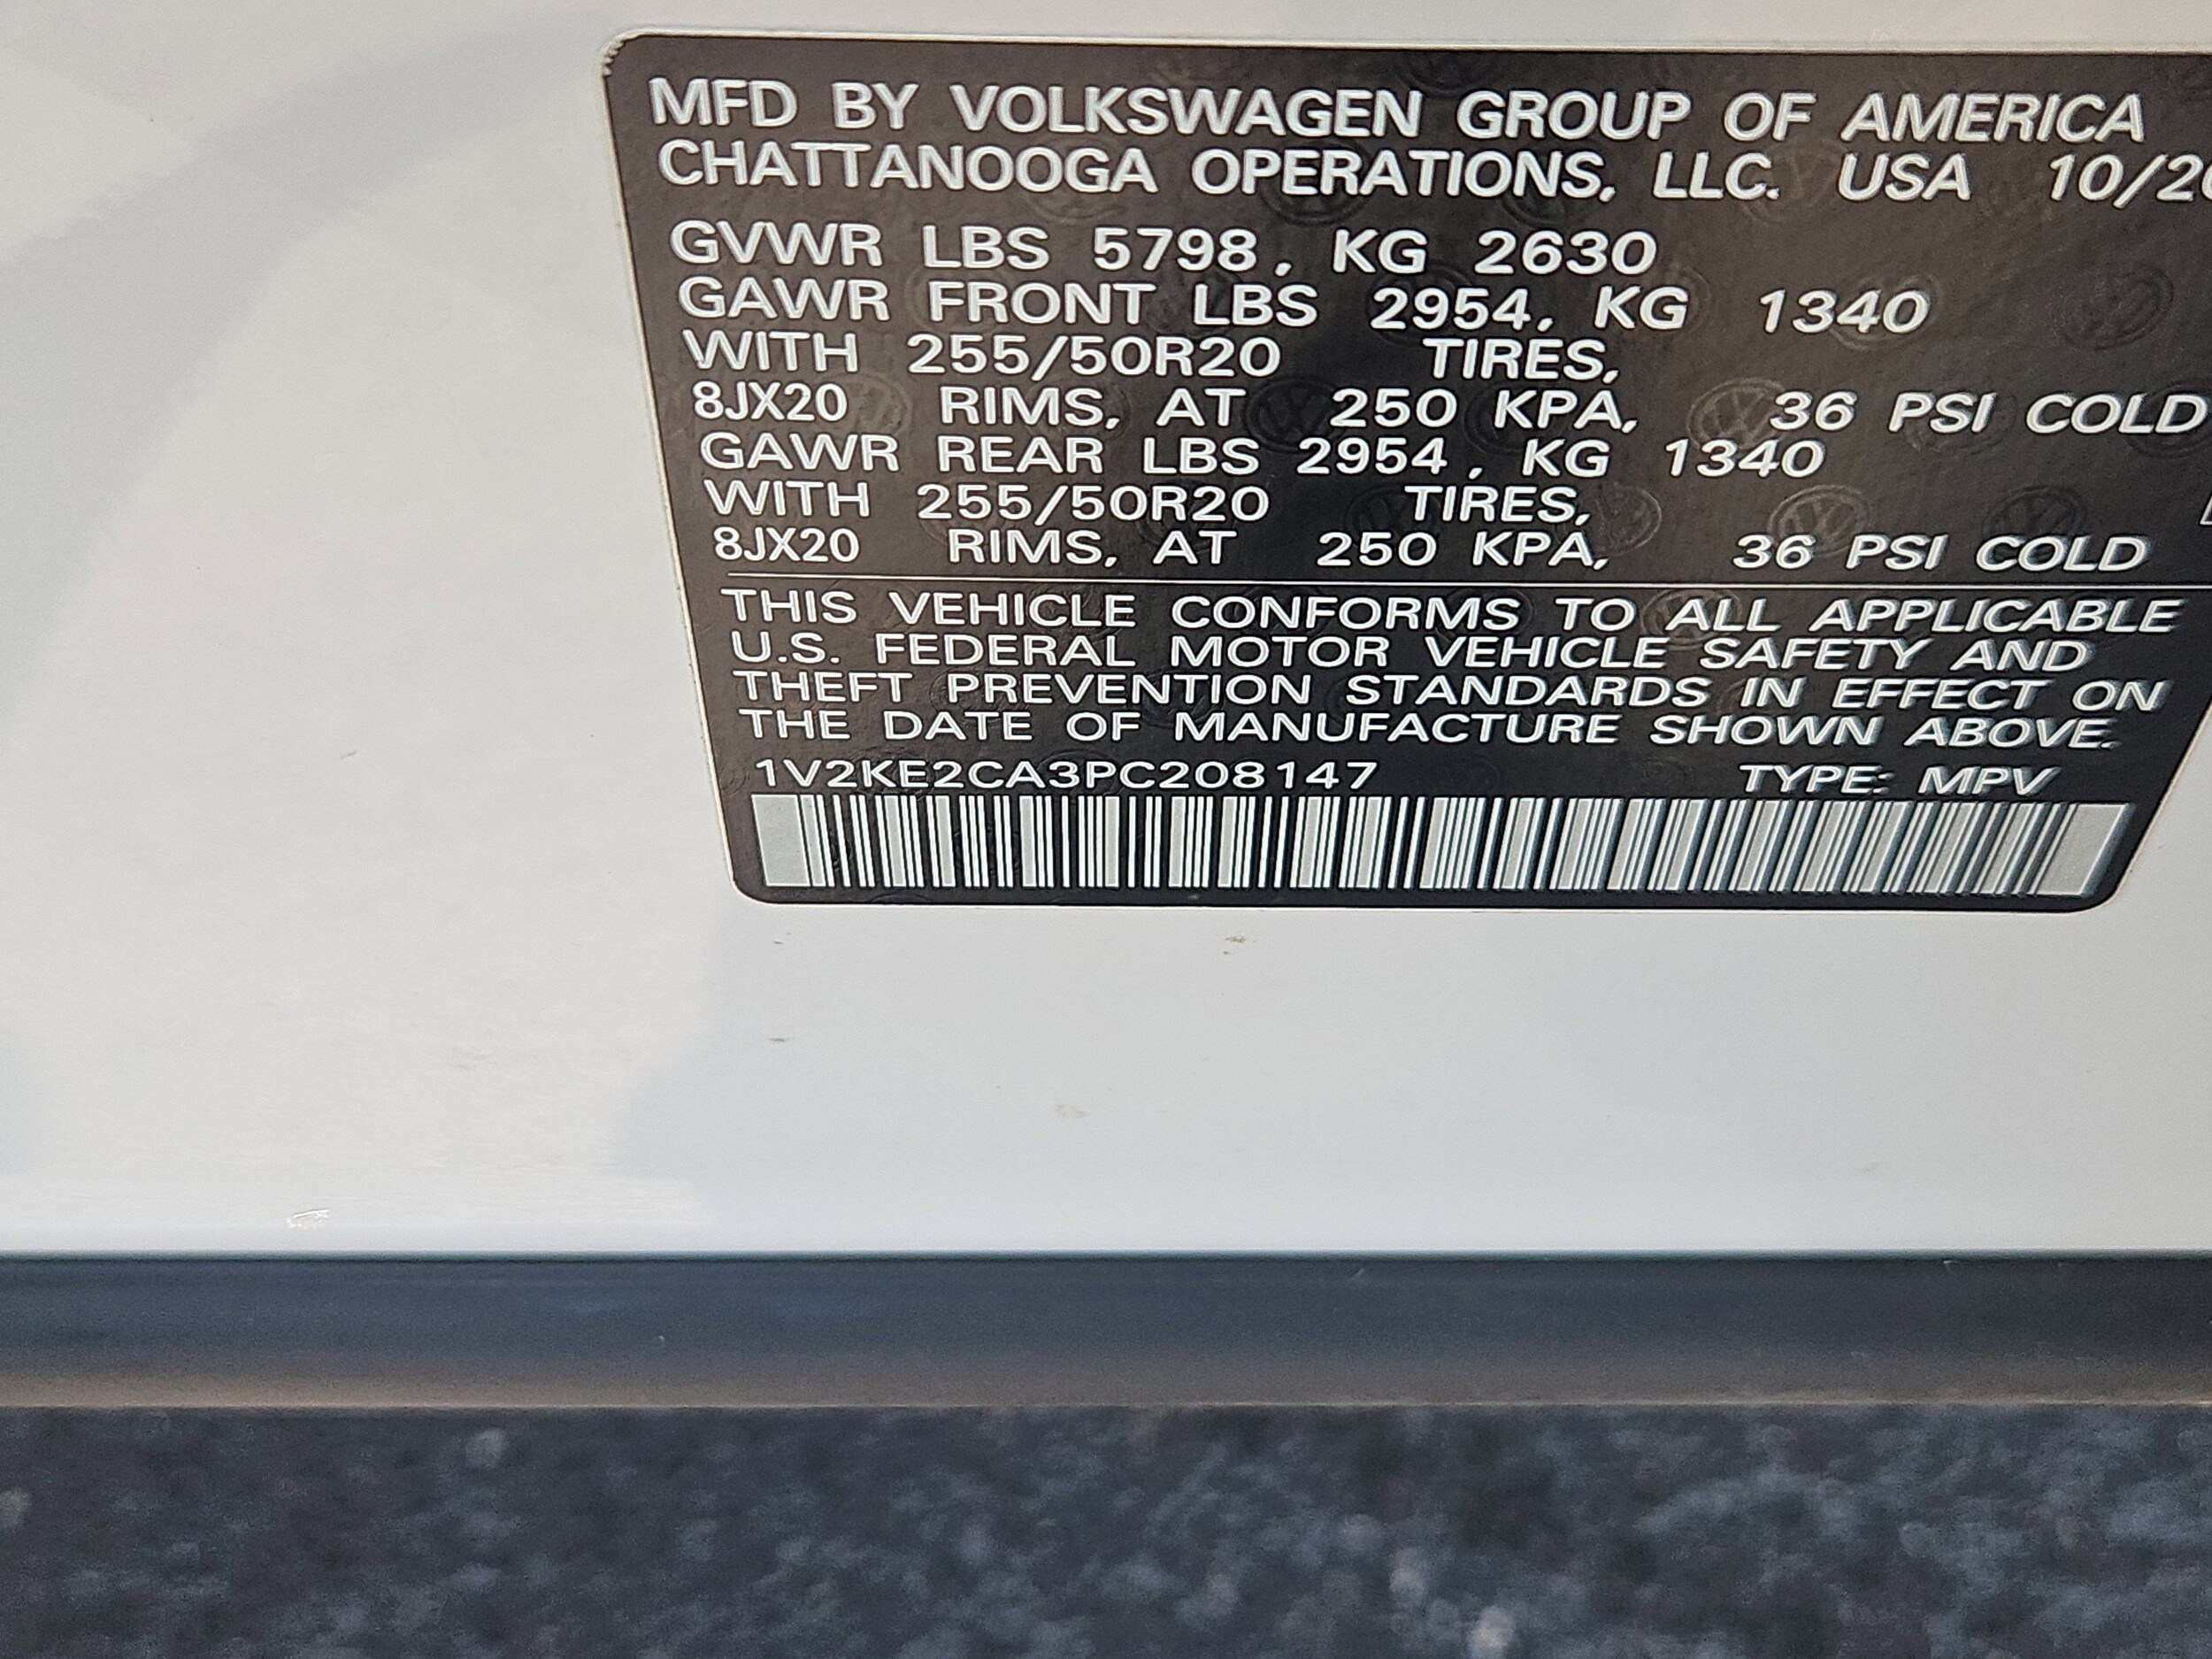 MFD BY VOLKSWAGEN GROUP OF AMERICA
CHATTANOOGA OPERATIONS, LLC. USA
GVWR LBS 5798, KG 2630
GAWR FRONT LBS 2954, KG 1340
WITH 255/50R20 TIRES,
8JX20 RIMS, AT 250 KPA, 36 PSI COLD
GAWR REAR LBS 2954, KG 1340
WITH 255/50R20 TIRES,
8JX20 RIMS, AT 250 KPA, 36 PSI COLD
THIS VEHICLE CONFORMS TO ALL APPLICABLE
U.S. FEDERAL MOTOR VEHICLE SAFETY AND
THEFT PREVENTION STANDARDS IN EFFECT ON
THE DATE OF MANUFACTURE SHOWN ABOVE.
1V2KE2CA3PC208147 TYPE: MPV